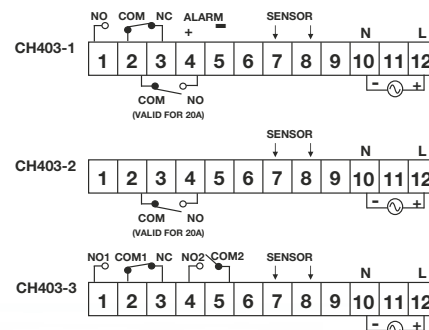 NO COM NC ALARM SENSOR
+ - N L
CH403-1
1 2 3 4 5 6 7 8 9 10 11 12
COM NO - +
(VALID FOR 20A)
SENSOR
N L
CH403-2
1 2 3 4 5 6 7 8 9 10 11 12
COM NO - +
(VALID FOR 20A)
NO1 COM1 NC NO2 COM2 SENSOR
N L
CH403-3
1 2 3 4 5 6 7 8 9 10 11 12
- +